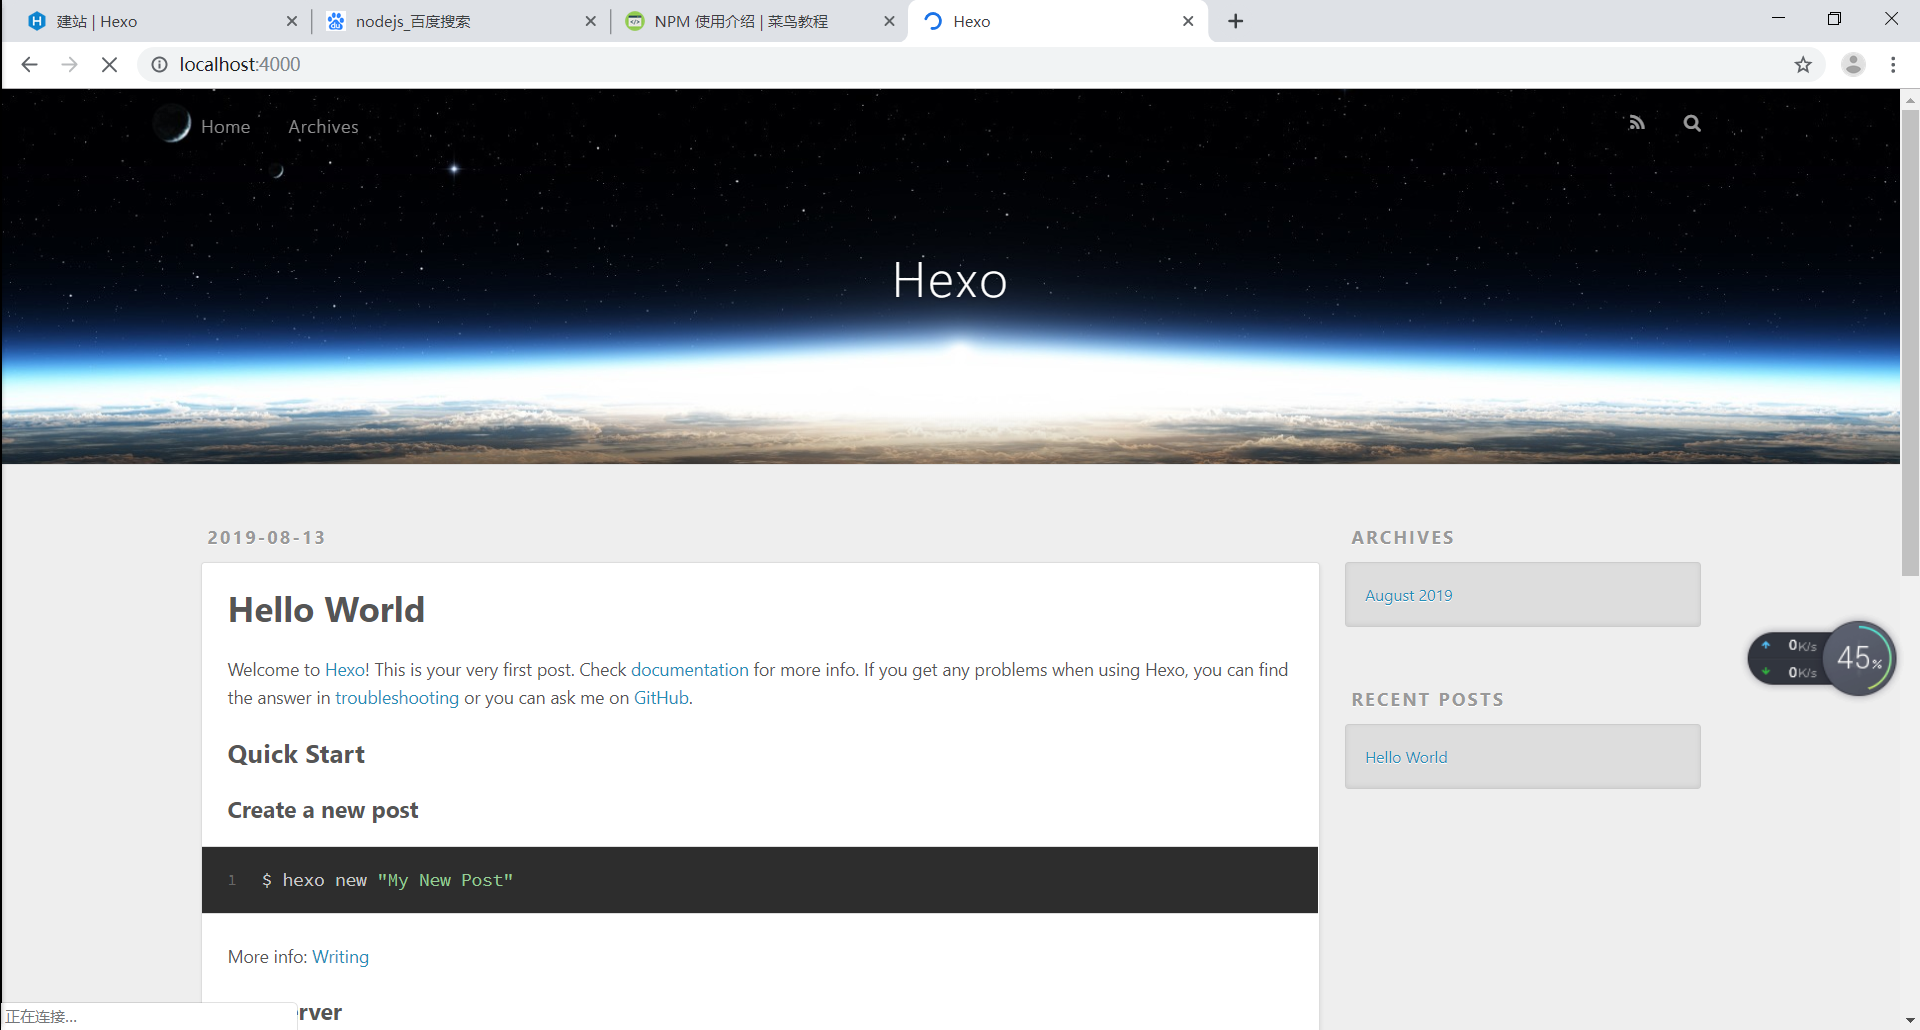 建站 | Hexo
nodejs_百度搜索
NPM 使用介绍 | 菜鸟教程
Hexo
localhost:4000
Home
Archives
Hexo
2019-08-13
Hello World
Welcome to Hexo! This is your very first post. Check documentation for more info. If you get any problems when using Hexo, you can find
the answer in troubleshooting or you can ask me on GitHub.
Quick Start
Create a new post
1 $ hexo new "My New Post"
More info: Writing
erver
ARCHIVES
August 2019
RECENT POSTS
Hello World
0K/s
0K/s
45%
正在连接...